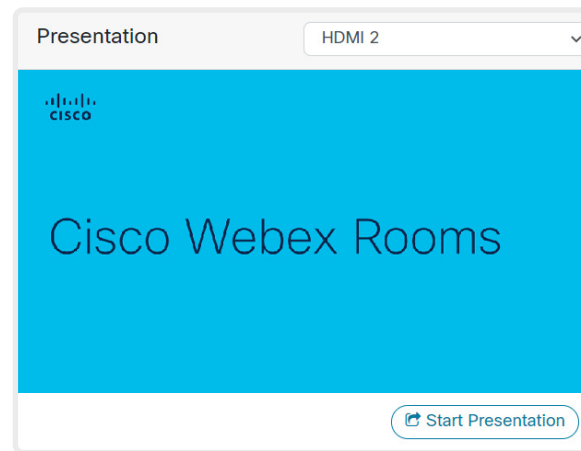 Presentation
HDMI 2
CISCO
Cisco Webex Rooms
Start Presentation